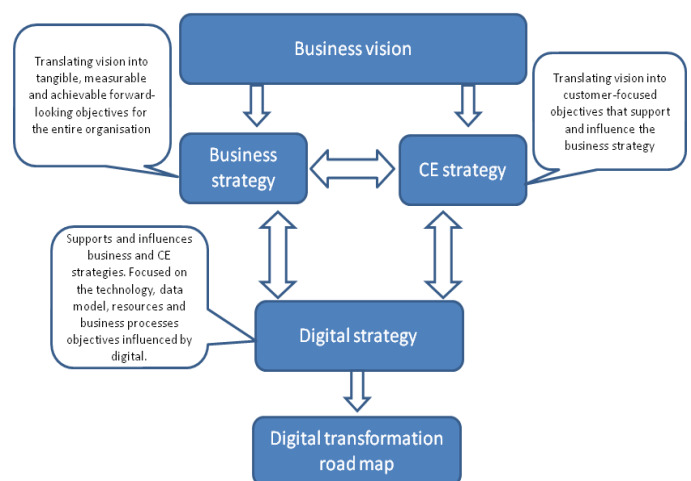 Business vision
Translating vision into
tangible, measurable
and achievable forward-
looking objectives for
the entire organisation
Translating vision into
customer-focused
objectives that support
and influence the
business strategy
Business
strategy
CE strategy
Supports and influences
business and CE
strategies. Focused on
the technology, data
model, resources and
business processes
objectives influenced by
digital.
Digital strategy
Digital transformation
road map